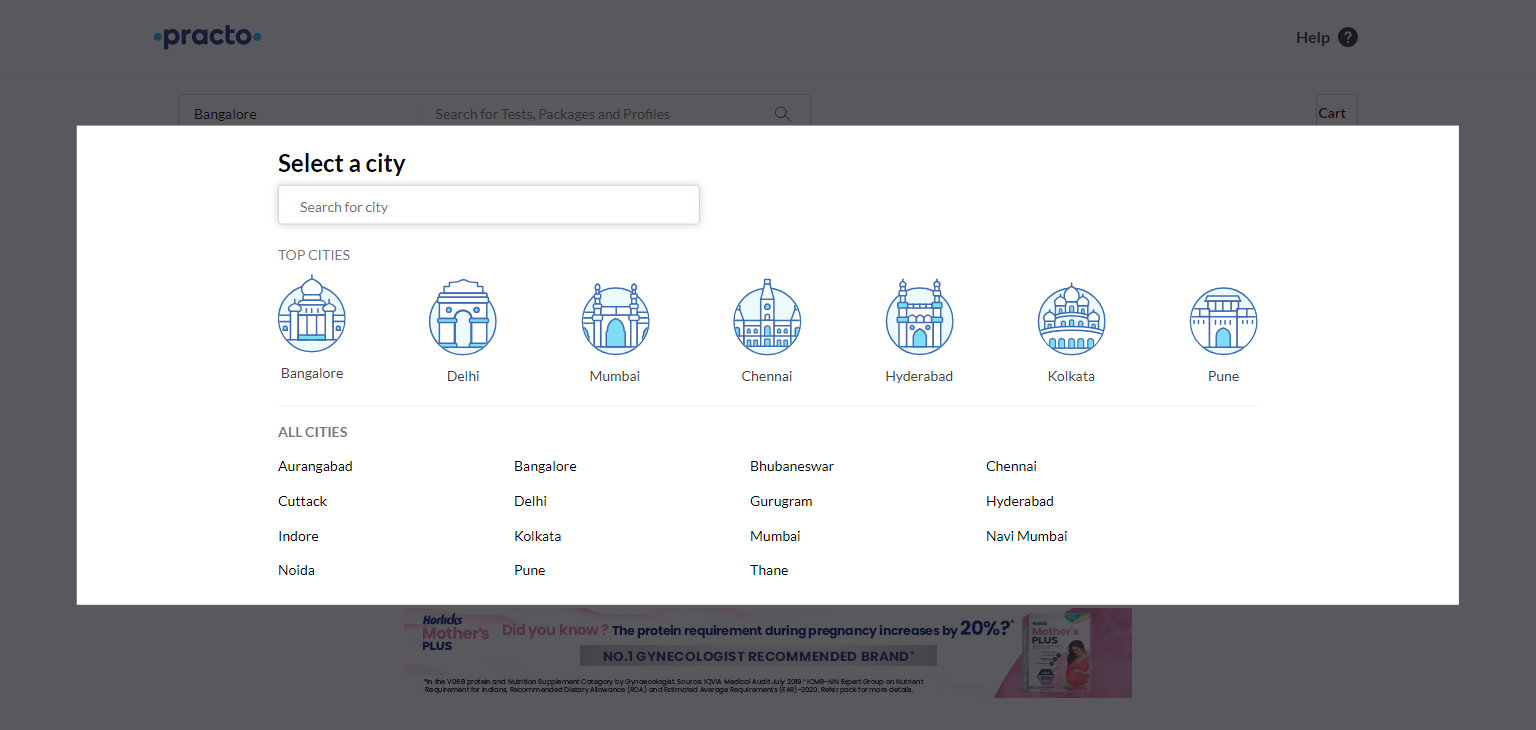 practo
Help ?
Bangalore Search for Tests, Packages and Profiles Cart
Select a city
Search for city
TOP CITIES
Bangalore Delhi Mumbai Chennai Hyderabad Kolkata Pune
ALL CITIES
Aurangabad Bangalore Bhubaneswar Chennai
Cuttack Delhi Gurugram Hyderabad
Indore Kolkata Mumbai Navi Mumbai
Noida Pune Thane
Horlicks
Mother's
PLUS
Did you know? The protein requirement during pregnancy increases by 20%?^
NO.1 GYNECOLOGIST RECOMMENDED BRAND*
*In the V06B protein and Nutrition Supplement Category by Gynoecologist. Source: IQVIA Medical Audit July 2019 ^ ICMR-NIN Expert Group on Nutrient
Requirement for Indians, Recommended Dietary Allowance (RDA) and Estimated Average Requirements (EAR)-2020. Refer pack for more details.
Horlicks
Mother's
PLUS